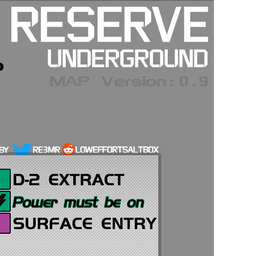 RESERVE
UNDERGROUND
MAP Version:0.9
BY RE3MR LOWEFFORTSALTBOX
D-2 EXTRACT
Power must be on
SURFACE ENTRY